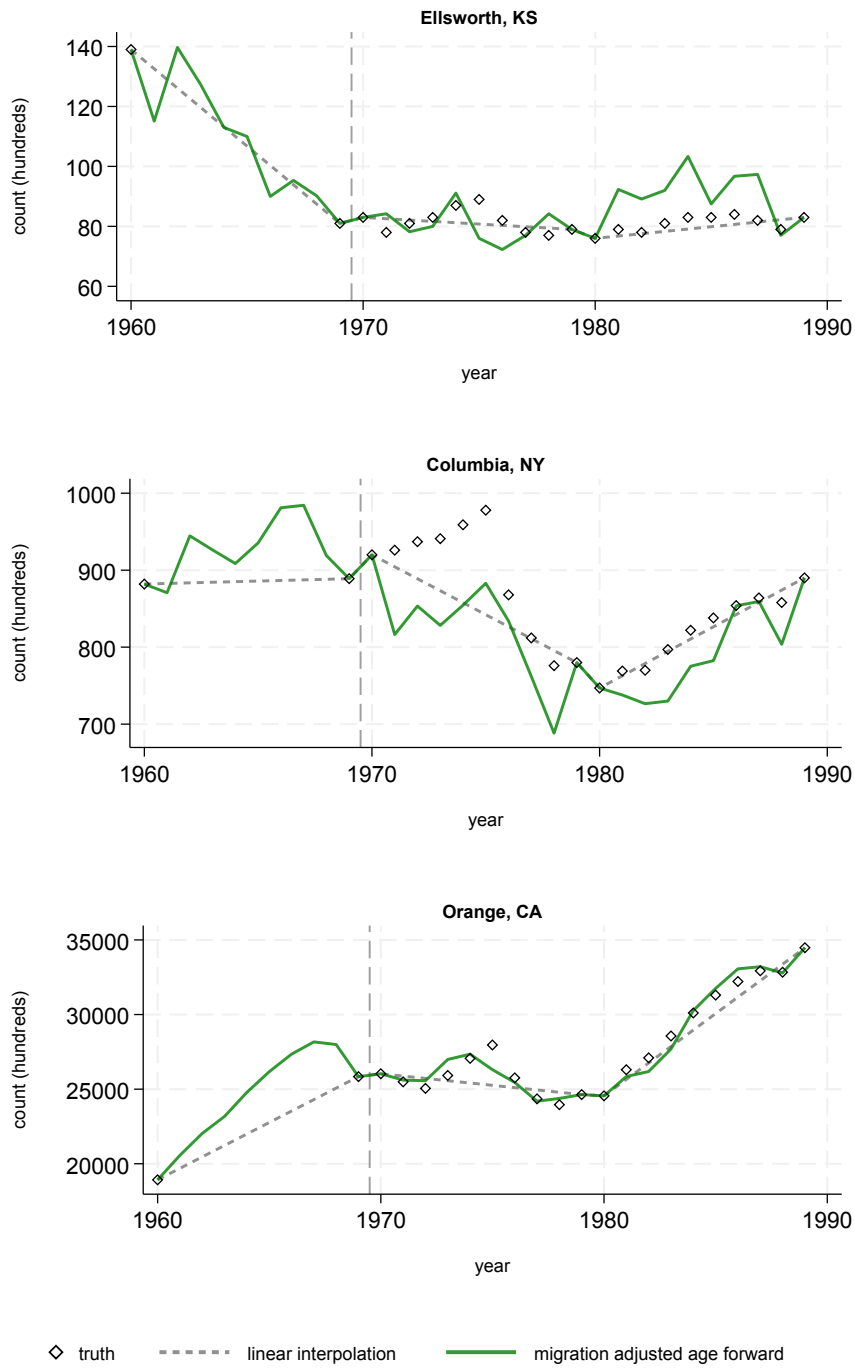 Ellsworth, KS
count (hundreds)
140
120
100
80
60
1960 1970 1980 1990
year
Columbia, NY
count (hundreds)
1000
900
800
700
1960 1970 1980 1990
year
Orange, CA
count (hundreds)
35000
30000
25000
20000
1960 1970 1980 1990
year
truth linear interpolation migration adjusted age forward